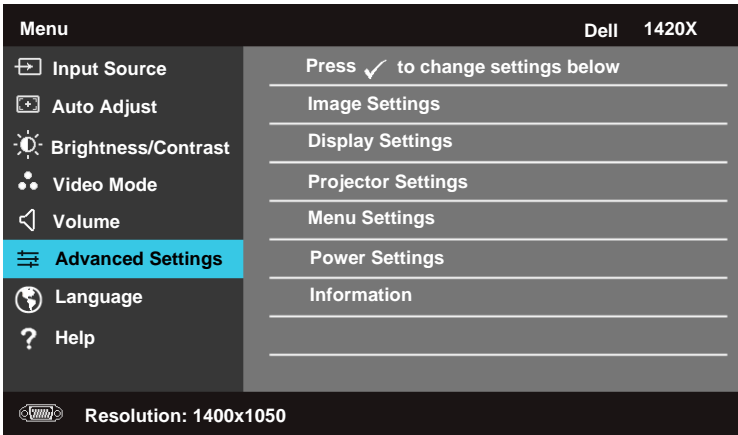 Menu
Dell 1420X
Input Source
Auto Adjust
Brightness/Contrast
Video Mode
Volume
Advanced Settings
Language
? Help
Press ✓ to change settings below
Image Settings
Display Settings
Projector Settings
Menu Settings
Power Settings
Information
Resolution: 1400x1050